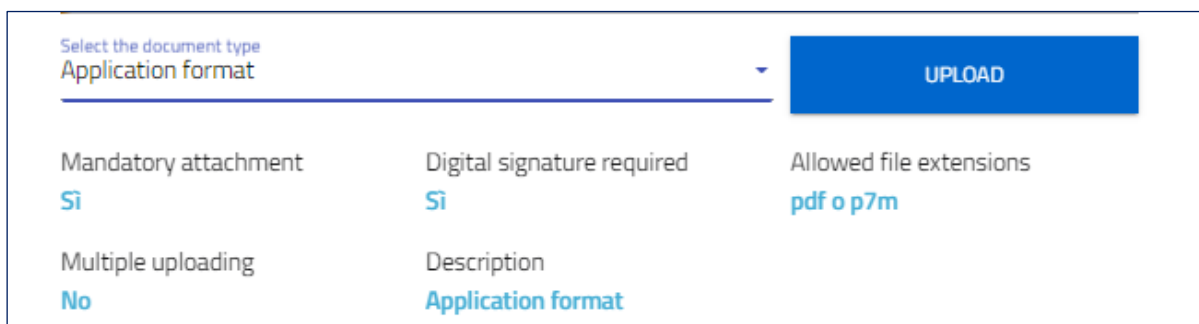 Select the document type
Application format
UPLOAD
Mandatory attachment
Digital signature required
Allowed file extensions
Sì
Sì
pdf o p7m
Multiple uploading
Description
No
Application format